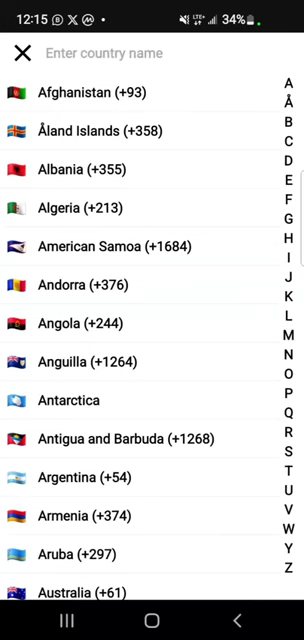 12:15
LTE+
34%
Enter country name
Afghanistan (+93)
Åland Islands (+358)
Albania (+355)
Algeria (+213)
American Samoa (+1684)
Andorra (+376)
Angola (+244)
Anguilla (+1264)
Antarctica
Antigua and Barbuda (+1268)
Argentina (+54)
Armenia (+374)
Aruba (+297)
Australia (+61)
A
Å
B
C
D
E
F
G
H
I
J
K
L
M
N
O
P
Q
R
S
T
U
V
W
Y
Z